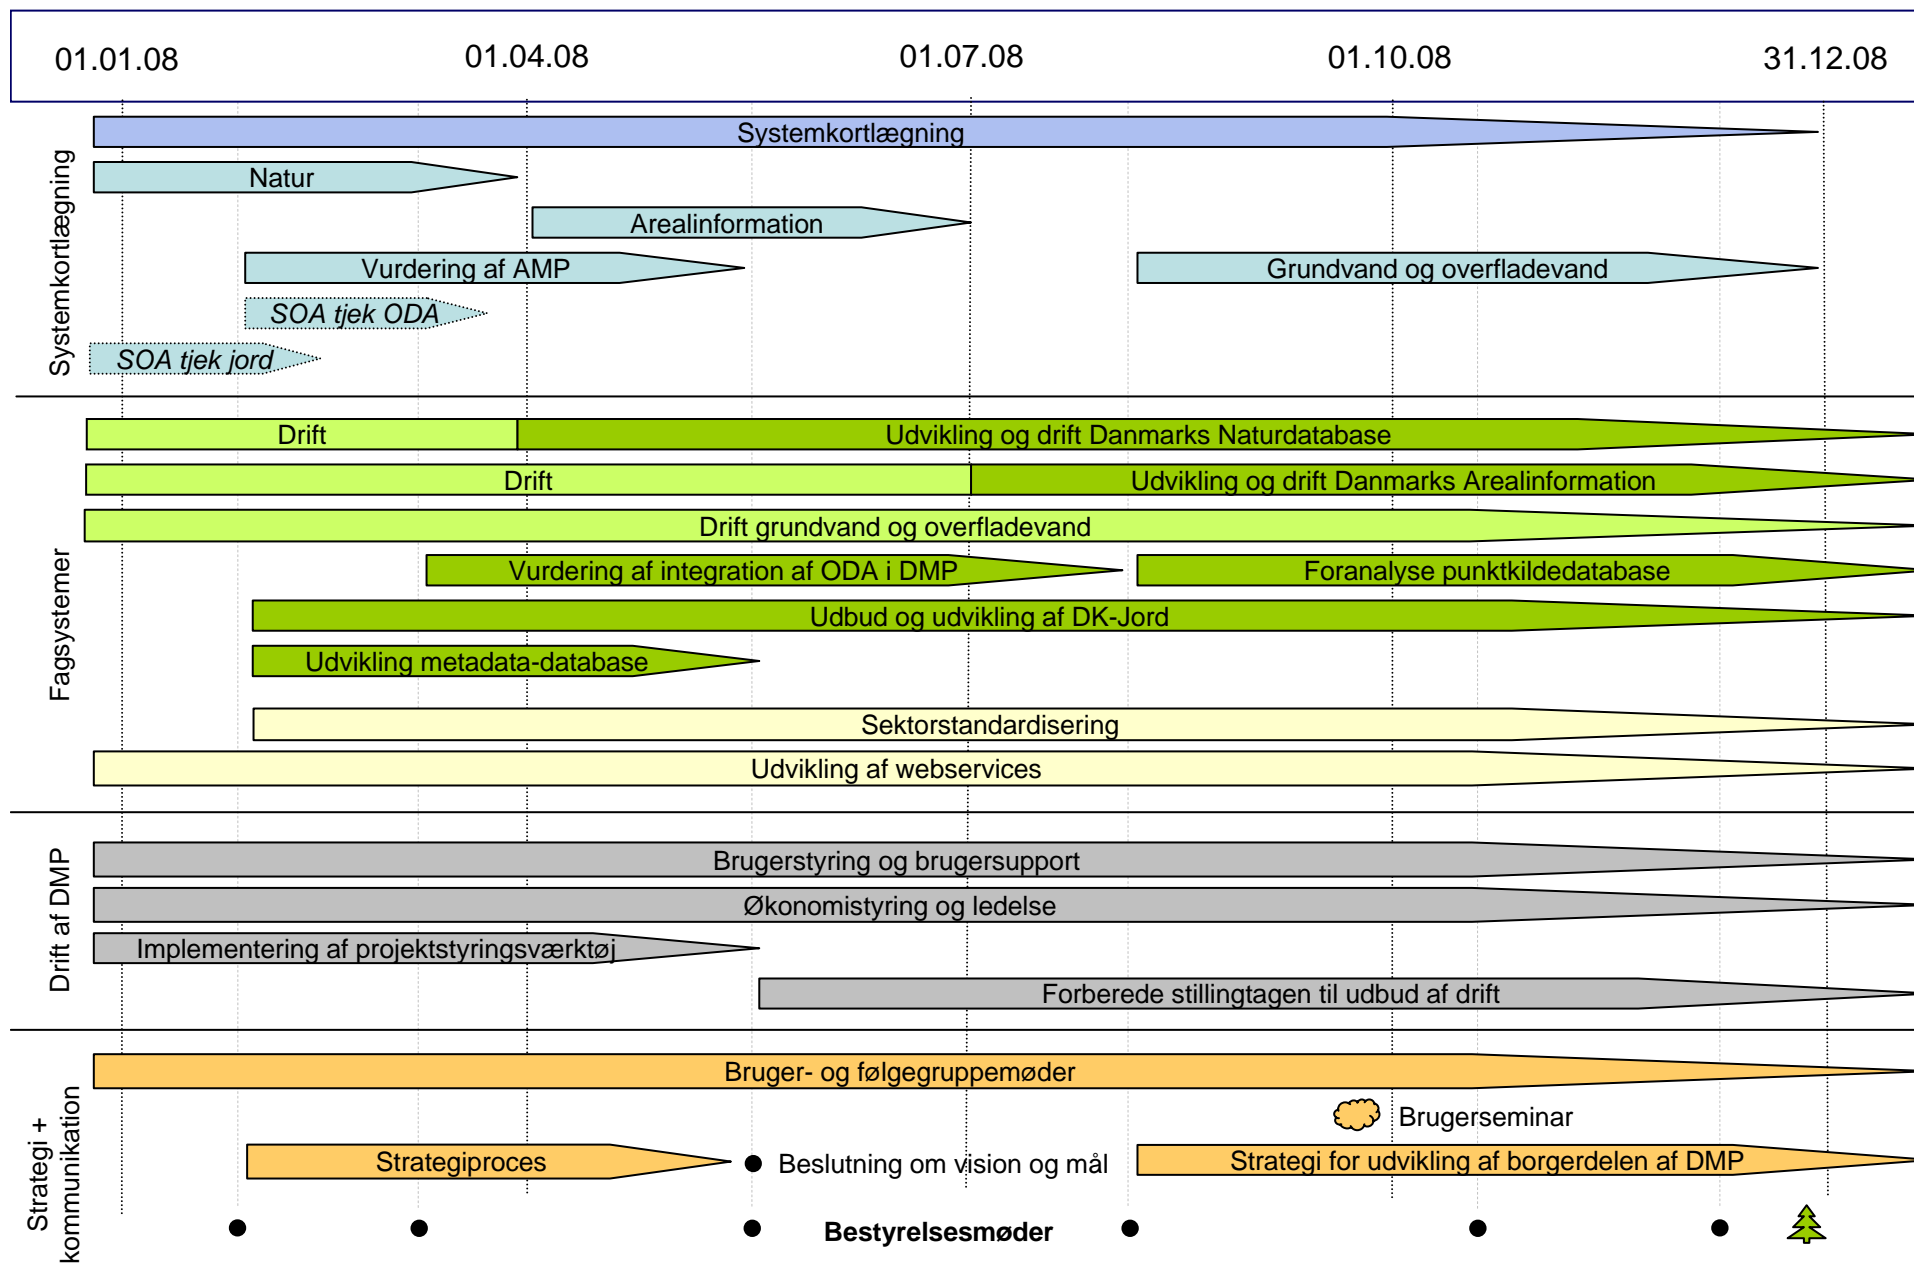 01.01.08 01.04.08 01.07.08 01.10.08 31.12.08
Systemkortlægning
Systemkortlægning
Natur
Arealinformation
Vurdering af AMP
Grundvand og overfladevand
SOA tjek ODA
SOA tjek jord
Fagsystemer
Drift
Udvikling og drift Danmarks Naturdatabase
Drift
Udvikling og drift Danmarks Arealinformation
Drift grundvand og overfladevand
Vurdering af integration af ODA i DMP
Foranalyse punktkildedatabase
Udbud og udvikling af DK-Jord
Udvikling metadata-database
Sektorstandardisering
Udvikling af webservices
Drift af DMP
Brugerstyring og brugersupport
Økonomistyring og ledelse
Implementering af projektstyringsværktøj
Forberede stillingtagen til udbud af drift
Strategi +
kommunikation
Bruger- og følgegruppemøder
Brugerseminar
Strategiproces
Beslutning om vision og mål
Strategi for udvikling af borgerdelen af DMP
Bestyrelsesmøder